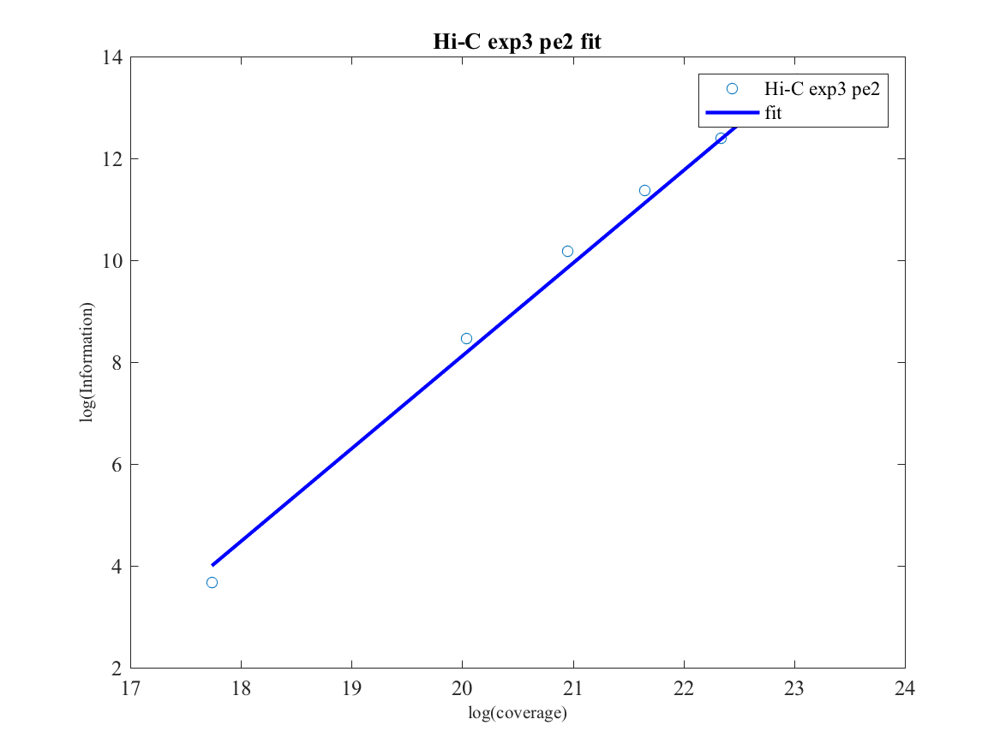 Hi-C exp3 pe2 fit
14
Hi-C exp3 pe2
fit
12
10
8
6
4
2
log(Information)
17 18 19 20 21 22 23 24
log(coverage)